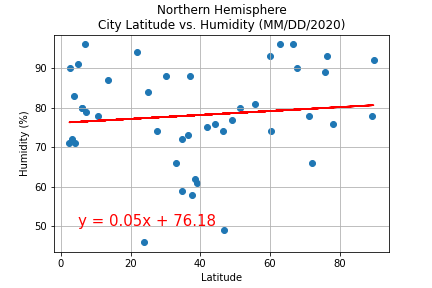 Northern Hemisphere
City Latitude vs. Humidity (MM/DD/2020)
Humidity (%)
90
80
70
60
50
y = 0.05x + 76.18
0
20
40
60
80
Latitude